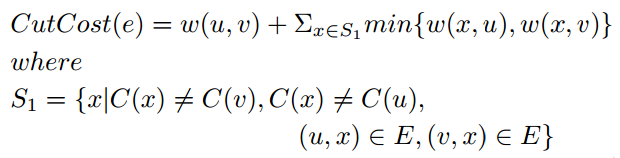 CutCost(e) = w(u, v) + Σ_{x∈S_1} min{w(x, u), w(x, v)}
where
S_1 = {x|C(x) ≠ C(v), C(x) ≠ C(u),
(u, x) ∈ E, (v, x) ∈ E}